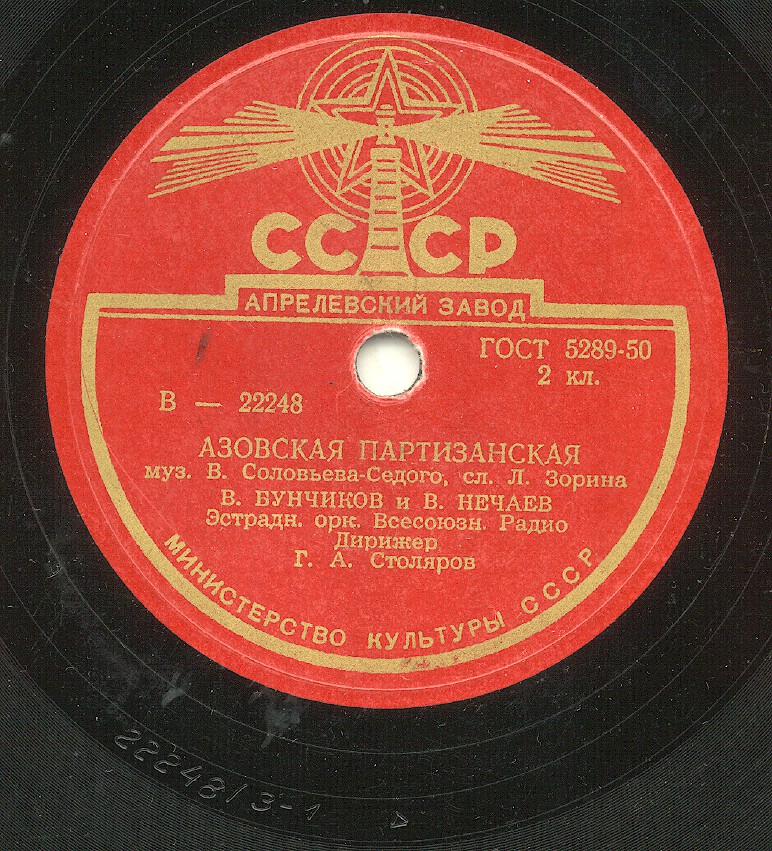 СССР
АПРЕЛЕВСКИЙ ЗАВОД
ГОСТ 5289-50
2 кл.
В — 22248
АЗОВСКАЯ ПАРТИЗАНСКАЯ
муз. В. Соловьева-Седого, сл. Л. Зорина
В. БУНЧИКОВ и В. НЕЧАЕВ
Эстрадн. орк. Всесоюзн. Радио
Дирижер
Г. А. Столяров
МИНИСТЕРСТВО КУЛЬТУРЫ СССР
22248/3-1